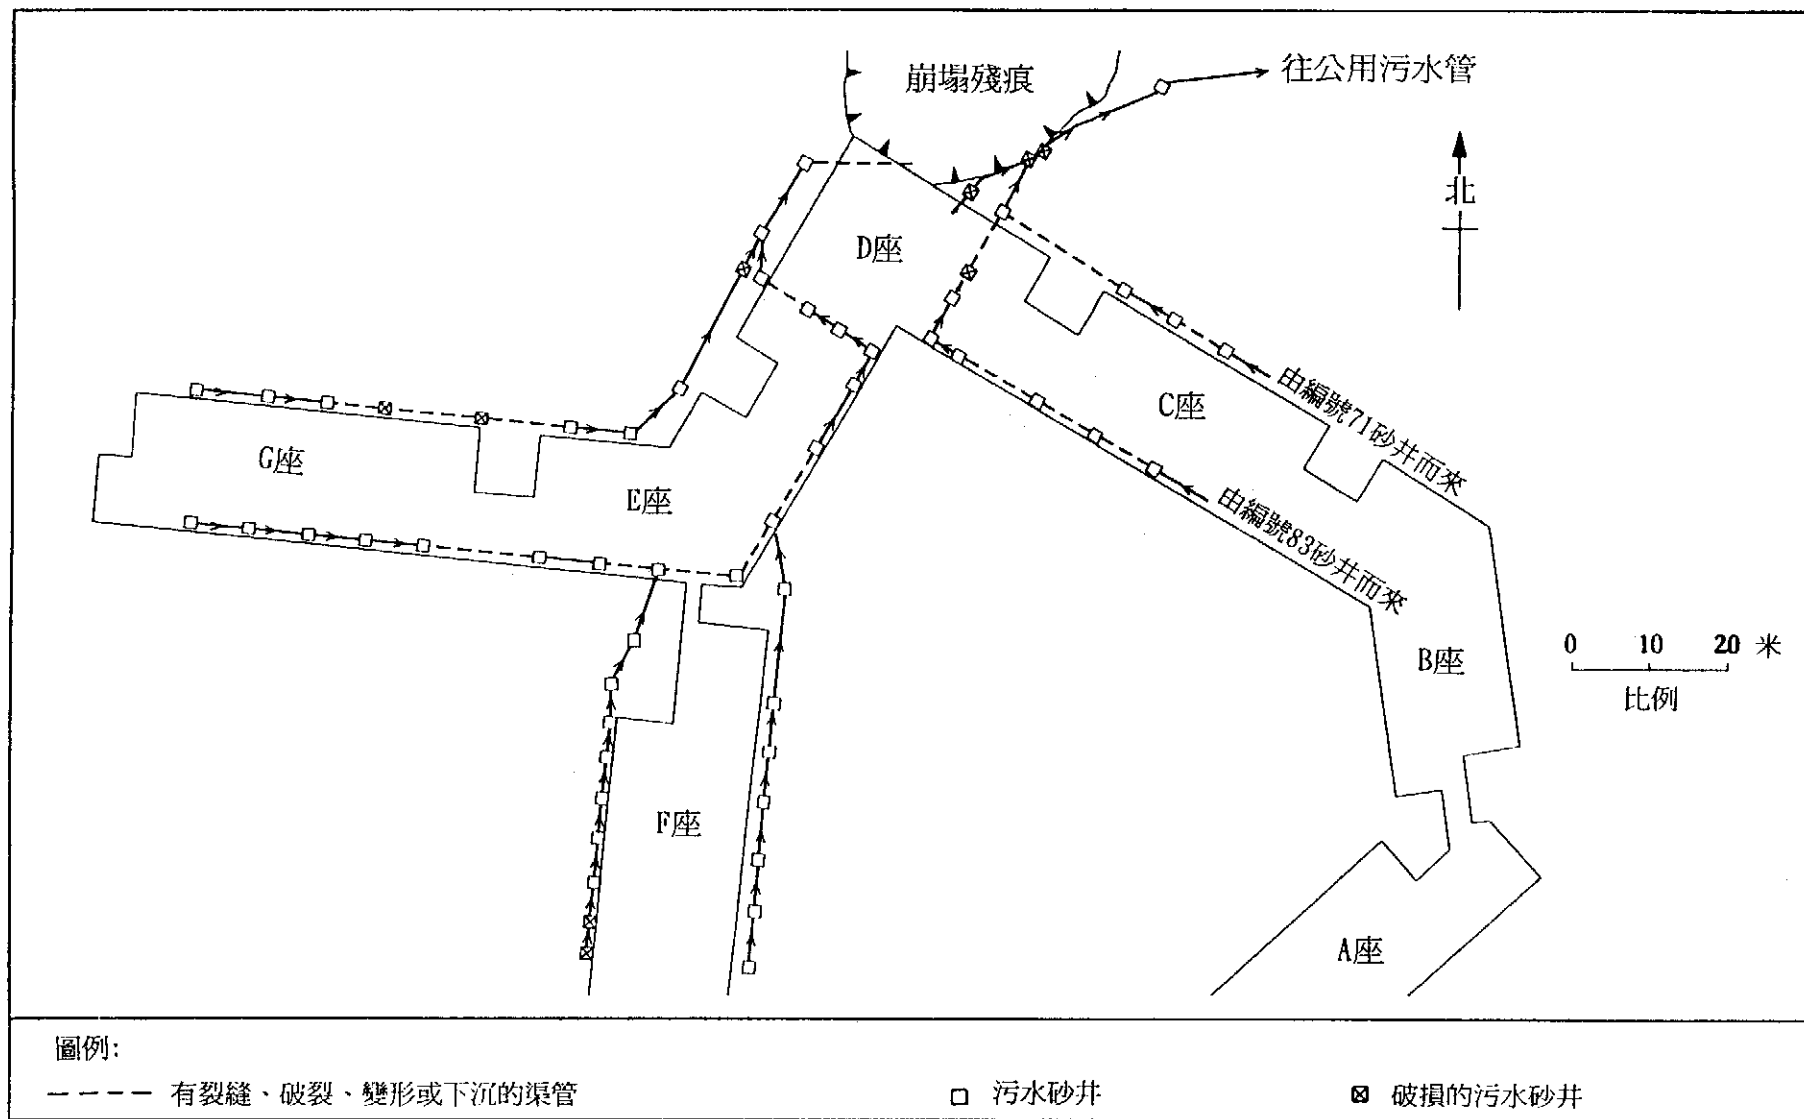 崩塌殘痕
往公用污水管
北
D座
C座
由編號71砂井而來
G座
E座
由編號83砂井而來
0 10 20 米
比例
B座
F座
A座
圖例:
有裂縫、破裂、變形或下沉的渠管
污水砂井
破損的污水砂井